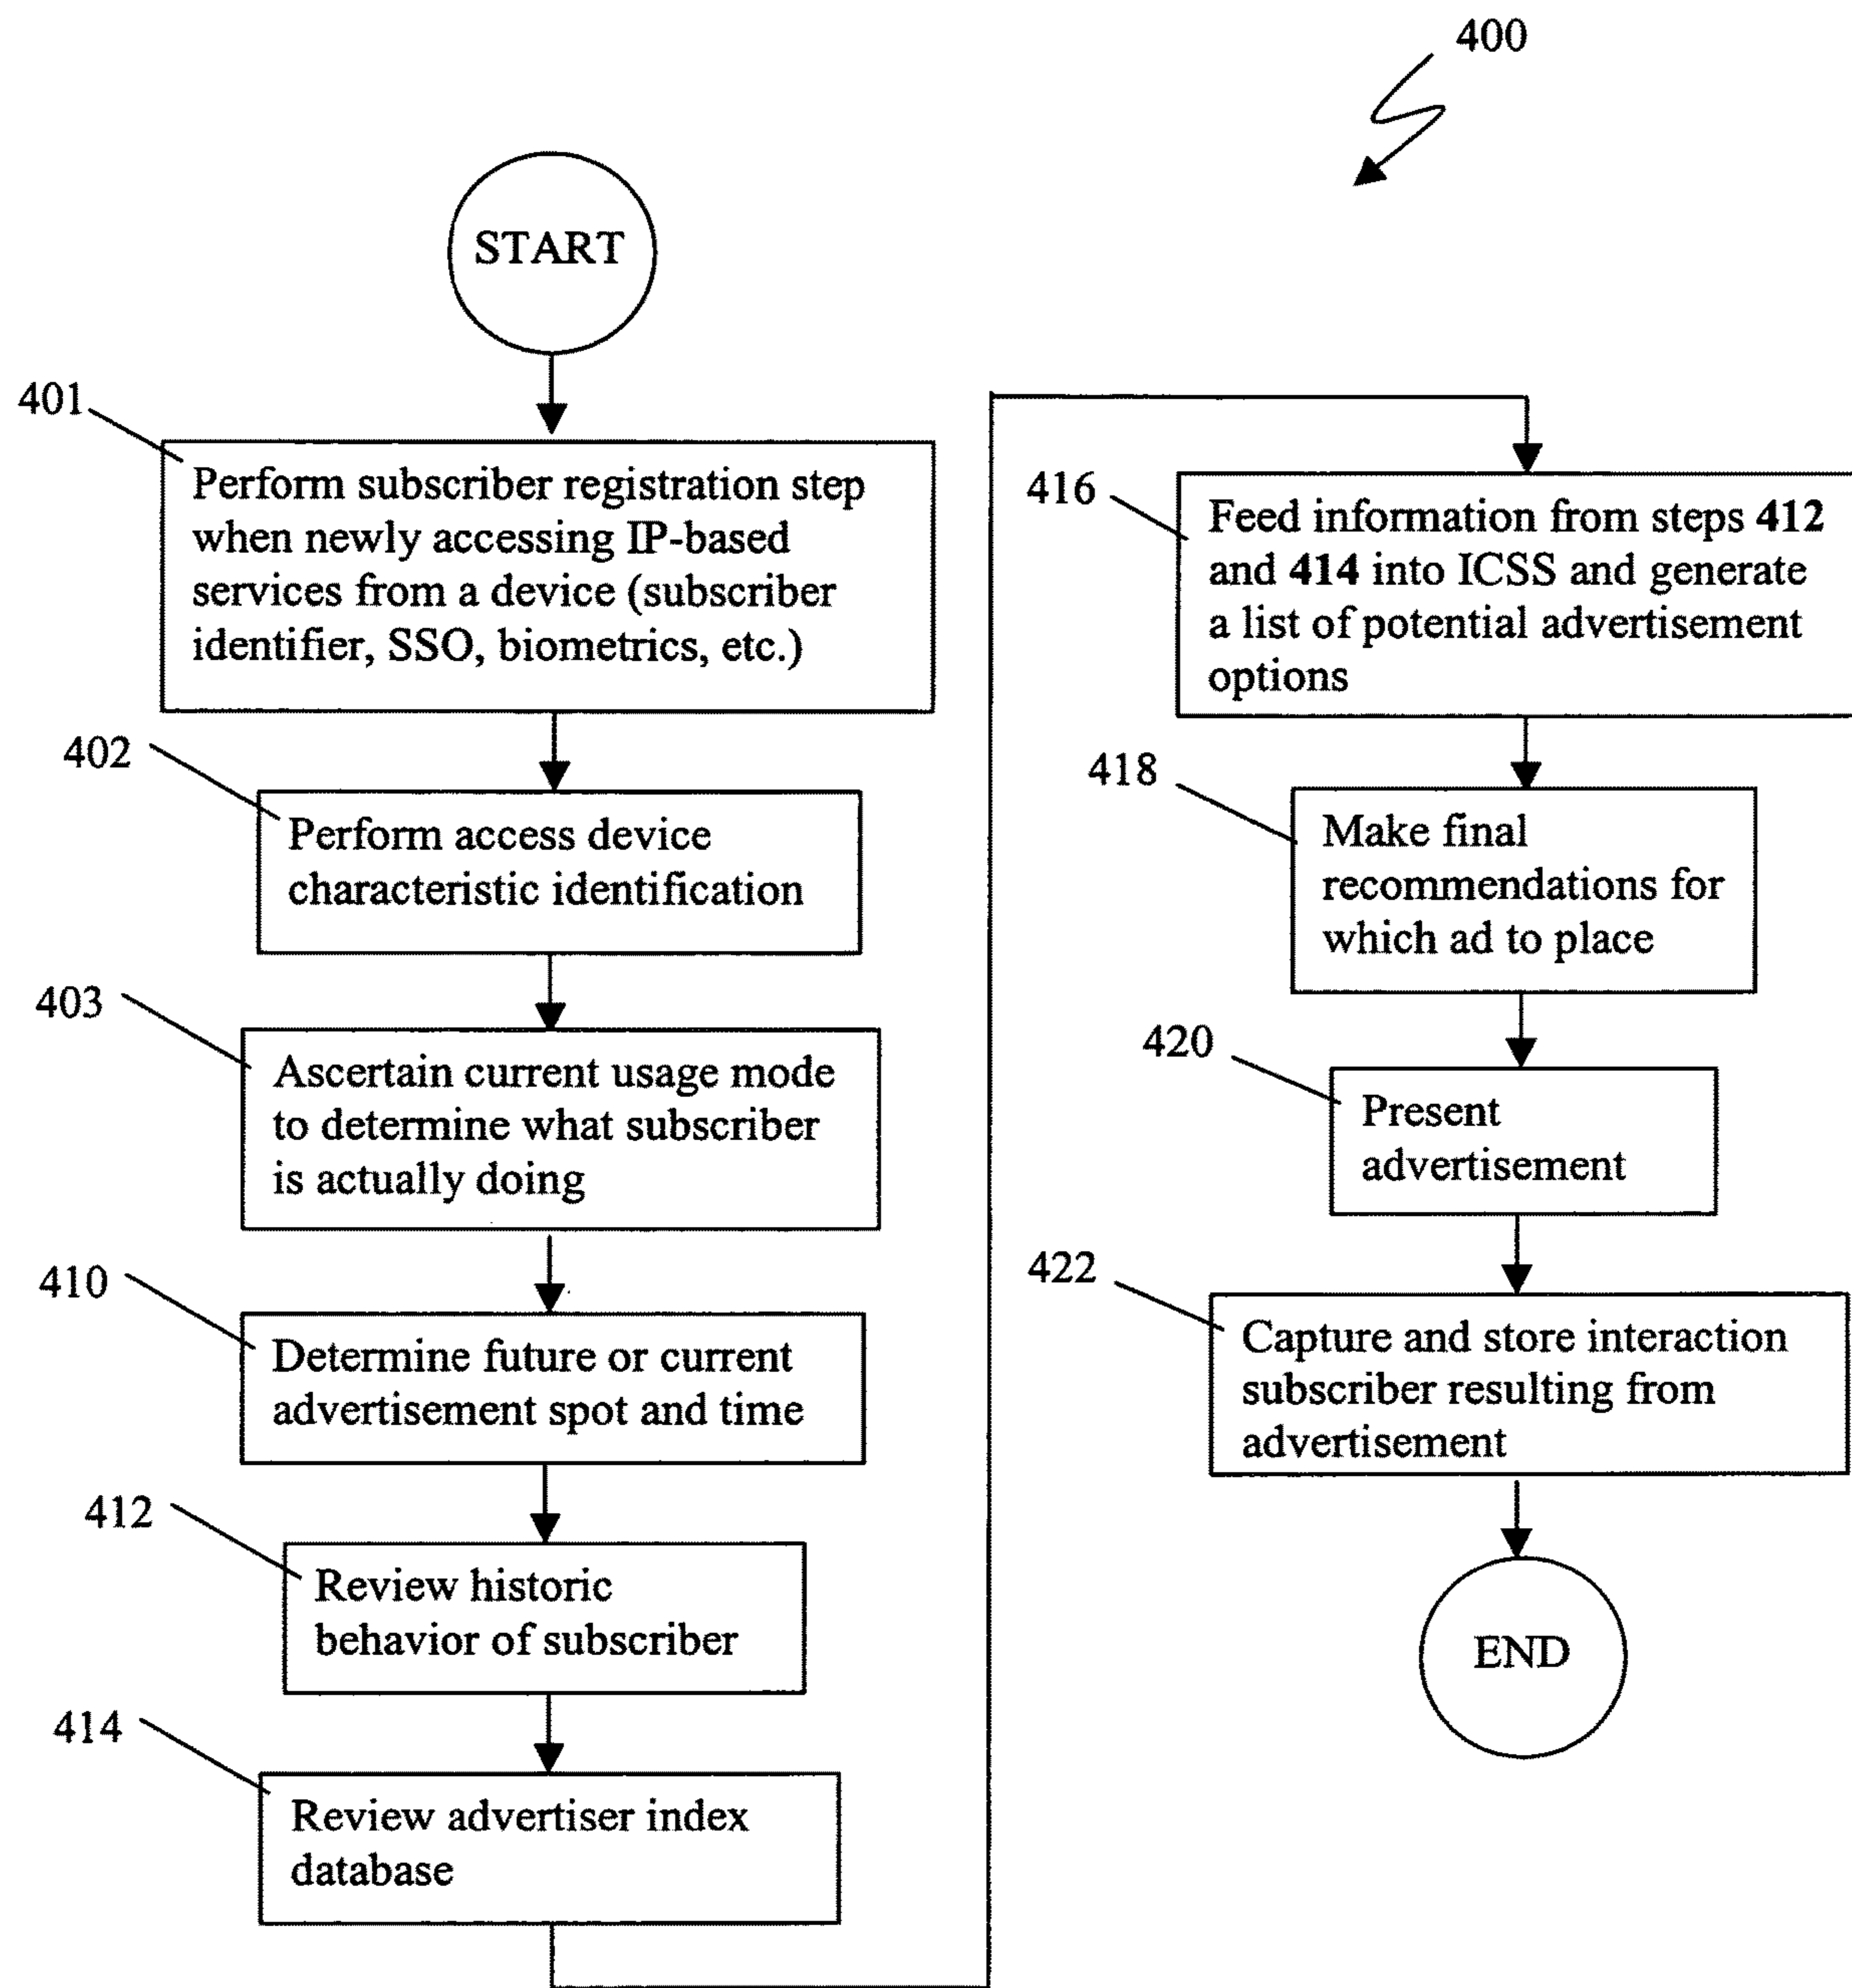 400
START
401
Perform subscriber registration step
when newly accessing IP-based
services from a device (subscriber
identifier, SSO, biometrics, etc.)
402
Perform access device
characteristic identification
403
Ascertain current usage mode
to determine what subscriber
is actually doing
410
Determine future or current
advertisement spot and time
412
Review historic
behavior of subscriber
414
Review advertiser index
database
416
Feed information from steps 412
and 414 into ICSS and generate
a list of potential advertisement
options
418
Make final
recommendations for
which ad to place
420
Present
advertisement
422
Capture and store interaction
subscriber resulting from
advertisement
END